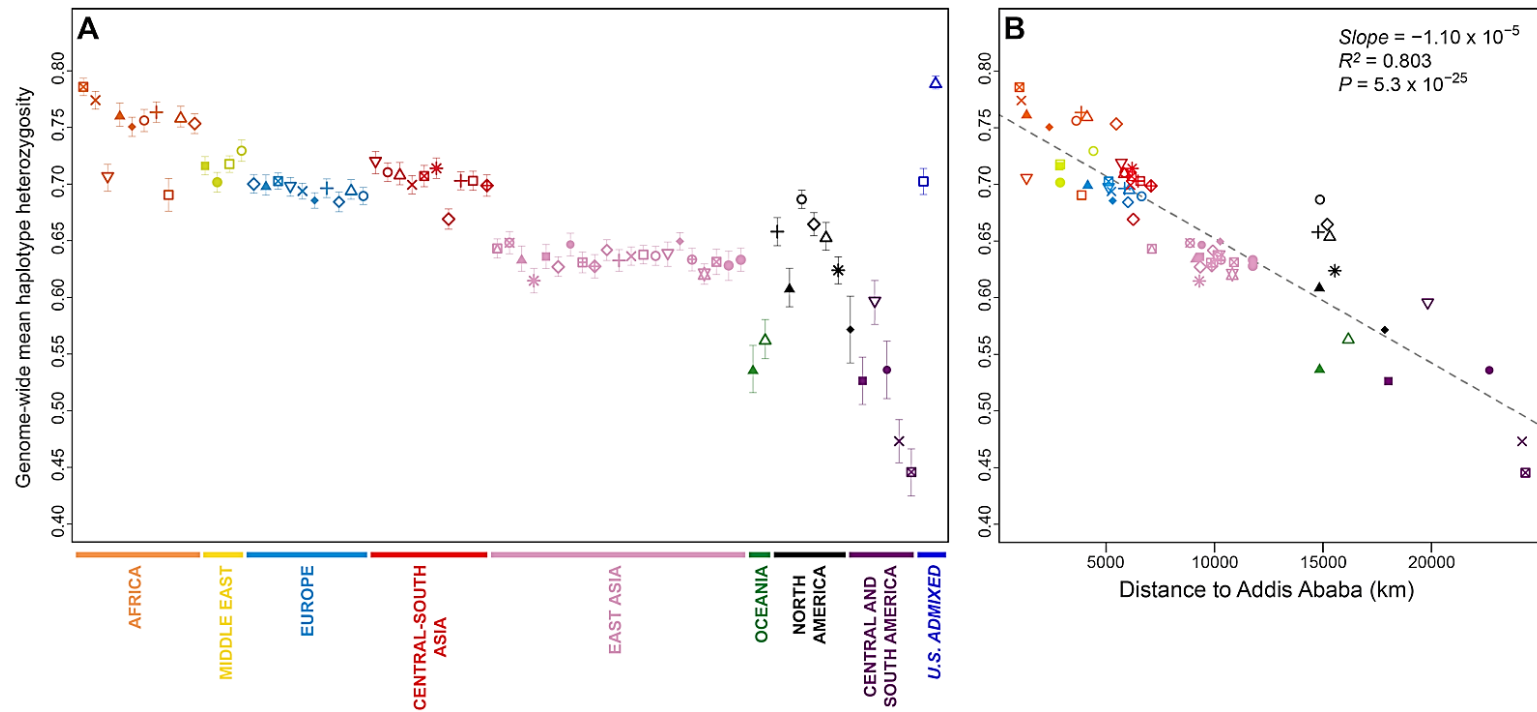 A
Genome-wide mean haplotype heterozygosity
0.80
0.75
0.70
0.65
0.60
0.55
0.50
0.45
0.40
AFRICA
MIDDLE EAST
EUROPE
CENTRAL-SOUTH
ASIA
EAST ASIA
OCEANIA
NORTH
AMERICA
CENTRAL AND
SOUTH AMERICA
U.S. ADMIXED
B
Slope = −1.10 x 10⁻⁵
R² = 0.803
P = 5.3 x 10⁻²⁵
0.80
0.75
0.70
0.65
0.60
0.55
0.50
0.45
0.40
5000
10000
15000
20000
Distance to Addis Ababa (km)